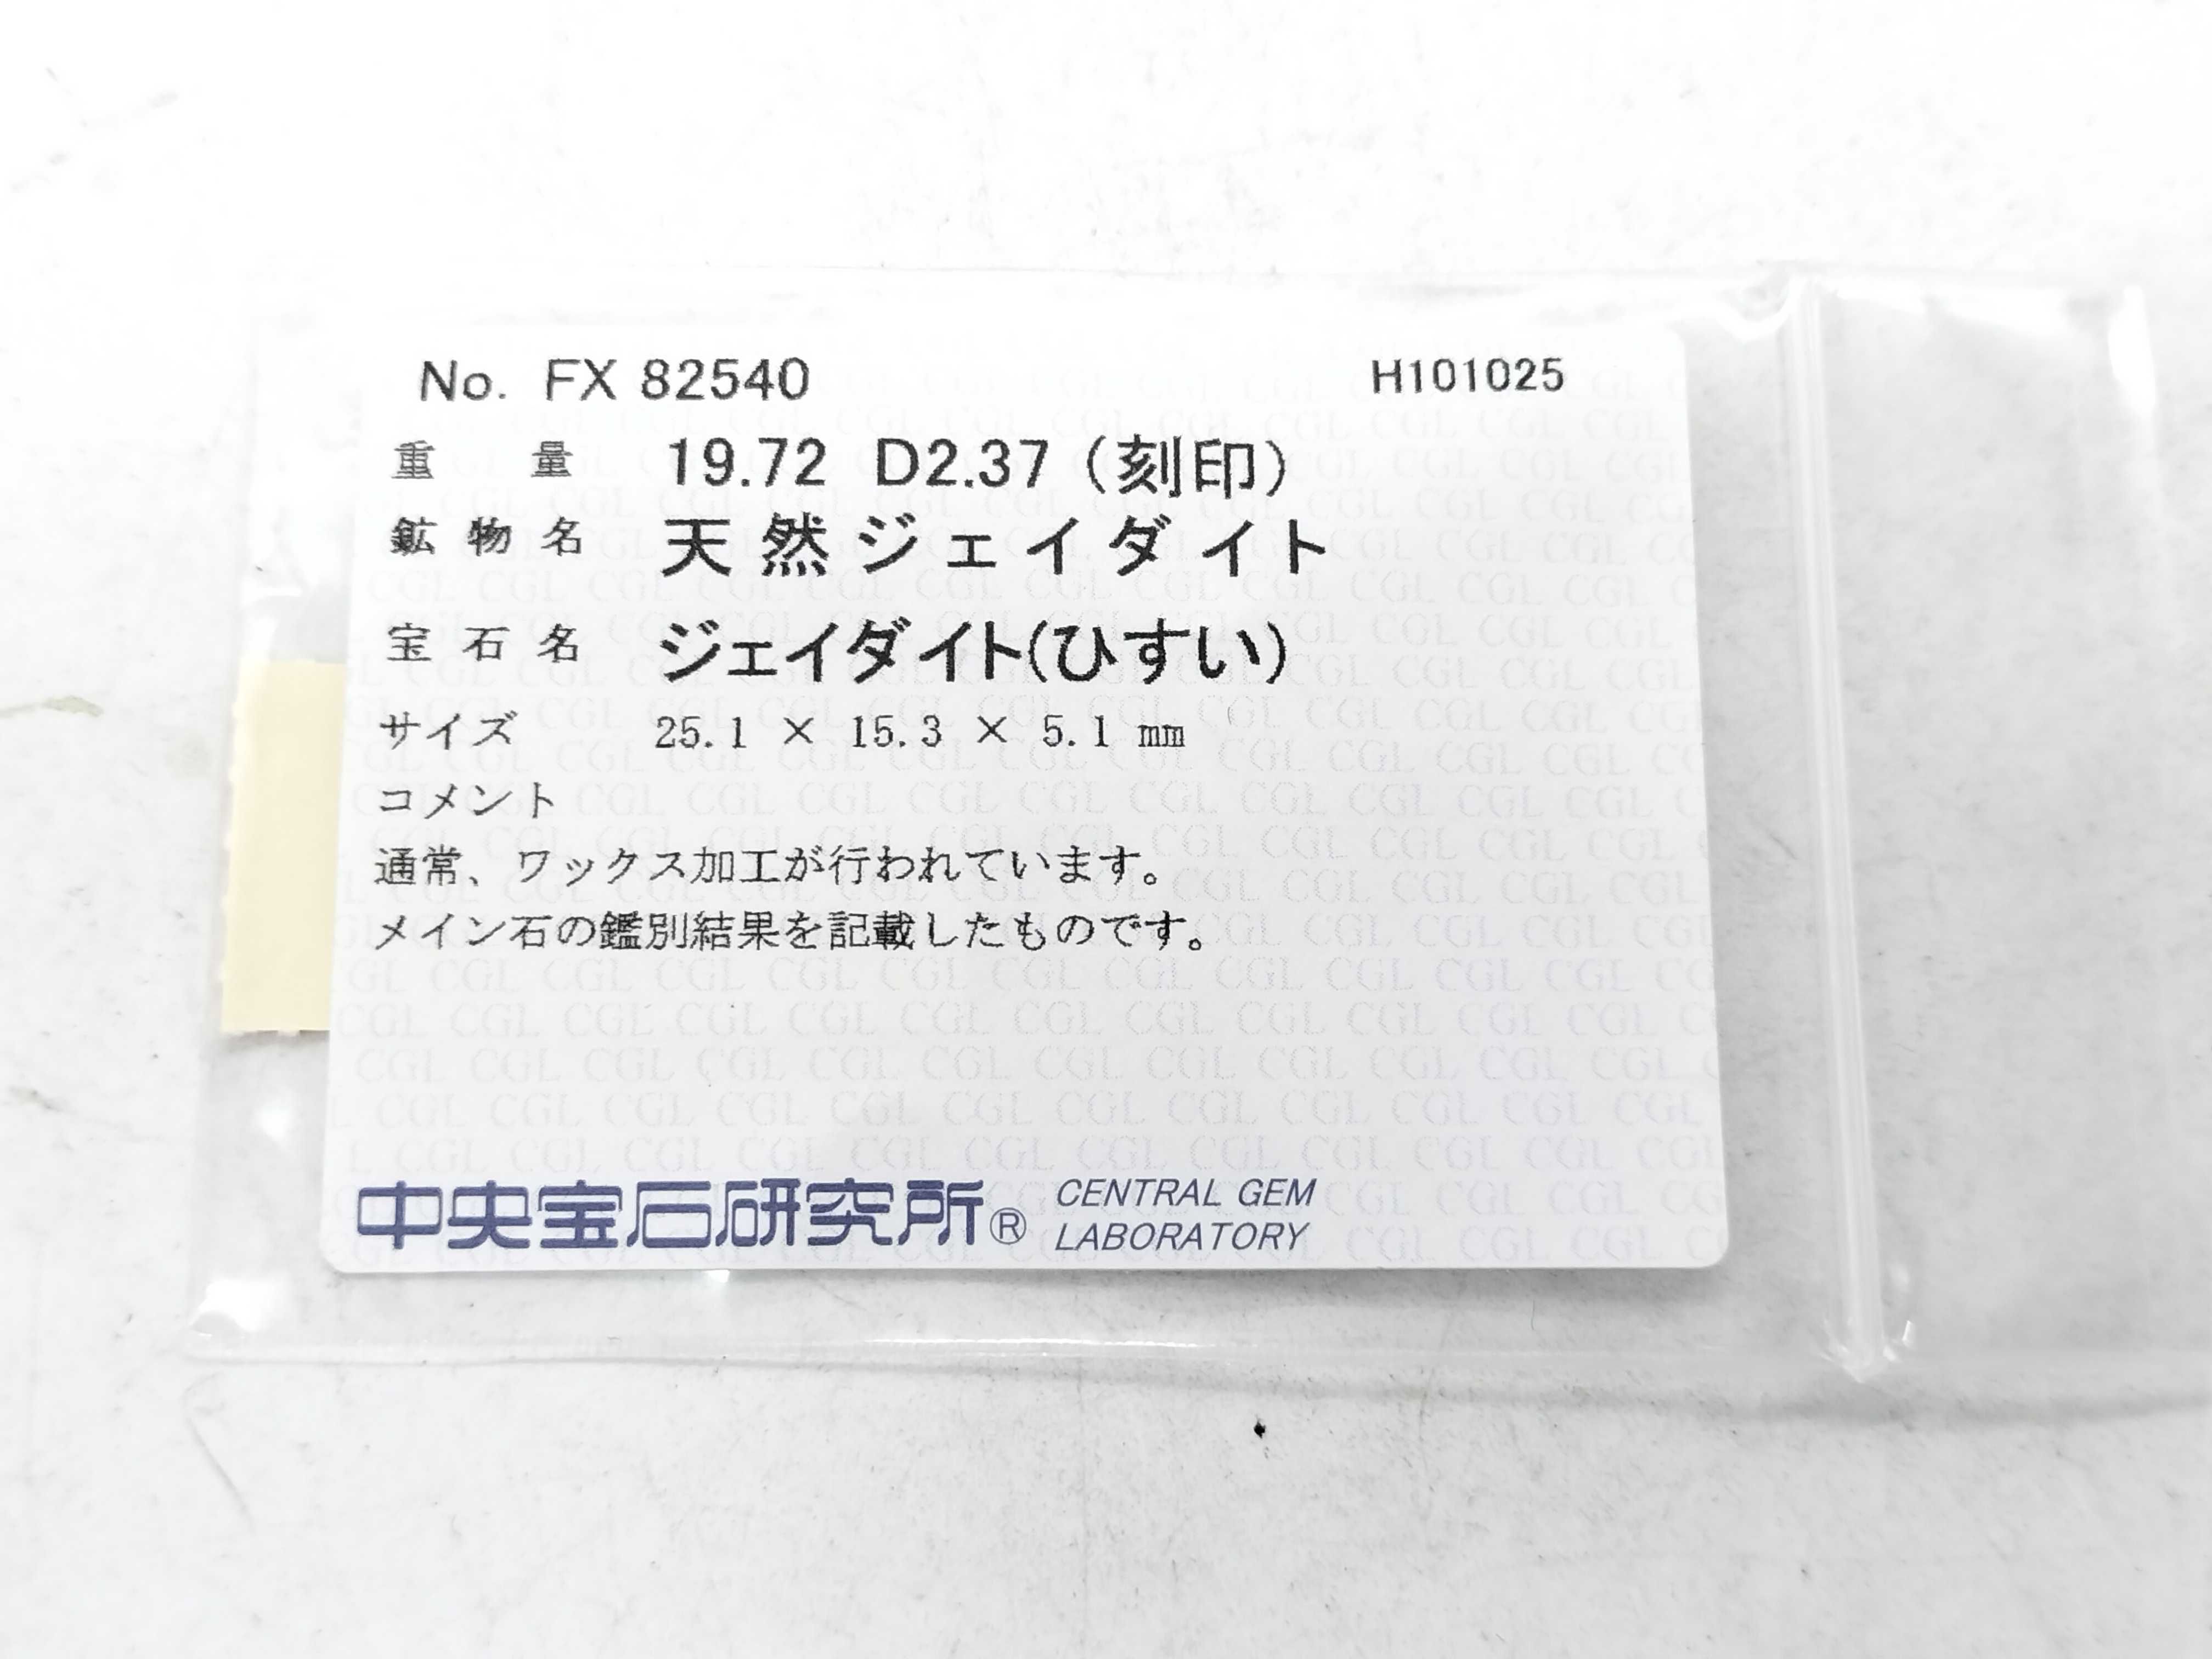 No. FX 82540 H101025
重量 19.72 D2.37 (刻印)
鉱物名 天然ジェイダイト
宝石名 ジェイダイト(ひすい)
サイズ 25.1 × 15.3 × 5.1 mm
コメント
通常、ワックス加工が行われています。
メイン石の鑑別結果を記載したものです。
中央宝石研究所® CENTRAL GEM
LABORATORY